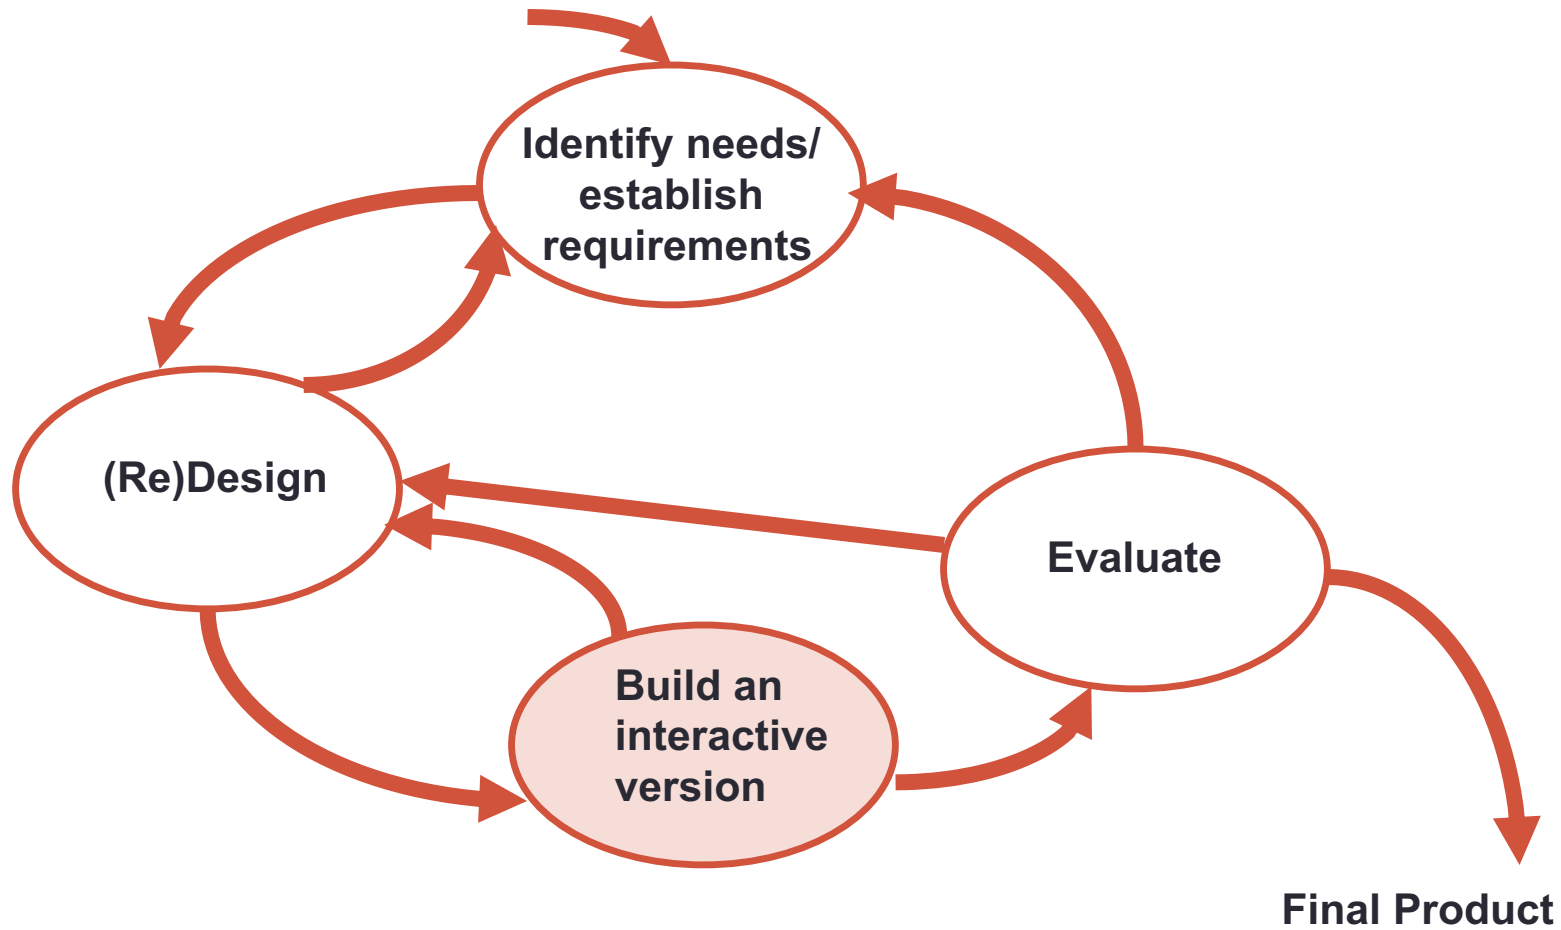 Identify needs/
establish
requirements
(Re)Design
Evaluate
Build an
interactive
version
Final Product